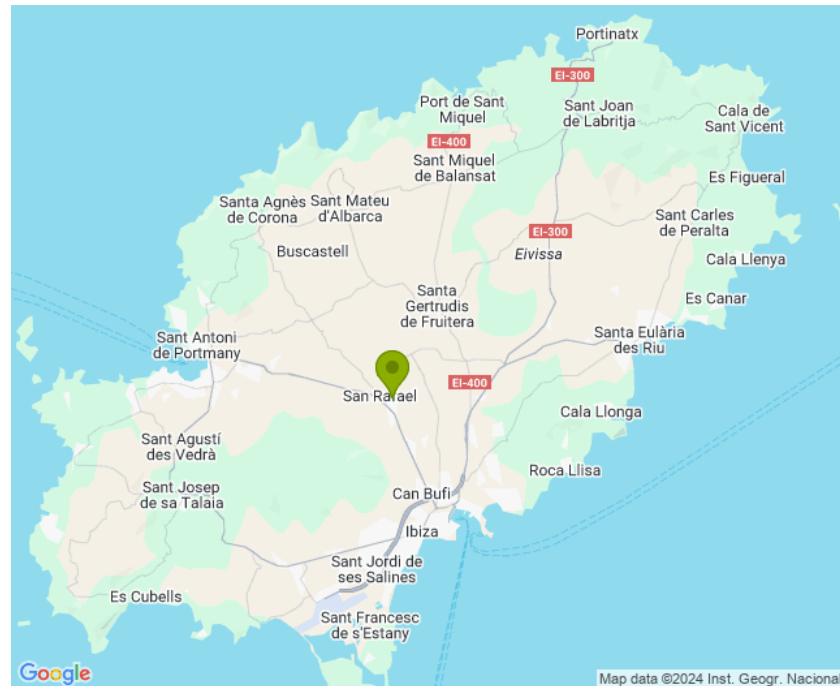 Portinatx
EI-300
Port de Sant
Miquel
Sant Joan
de Labritja
Cala de
Sant Vicent
EI-400
Sant Miquel
de Balansat
Es Figueral
Santa Agnès
de Corona
Sant Mateu
d'Albarca
Sant Carles
de Peralta
EI-300
Buscastell
Eivissa
Cala Llenya
Santa
Gertrudis
de Fruitera
Es Canar
Sant Antoni
de Portmany
Santa Eulària
des Riu
EI-400
San Rafael
Cala Llonga
Sant Agustí
des Vedrà
Roca Llisa
Sant Josep
de sa Talaia
Can Bufi
Ibiza
Sant Jordi de
ses Salines
Es Cubells
Sant Francesc
de s'Estany
Google
Map data ©2024 Inst. Geogr. Nacional